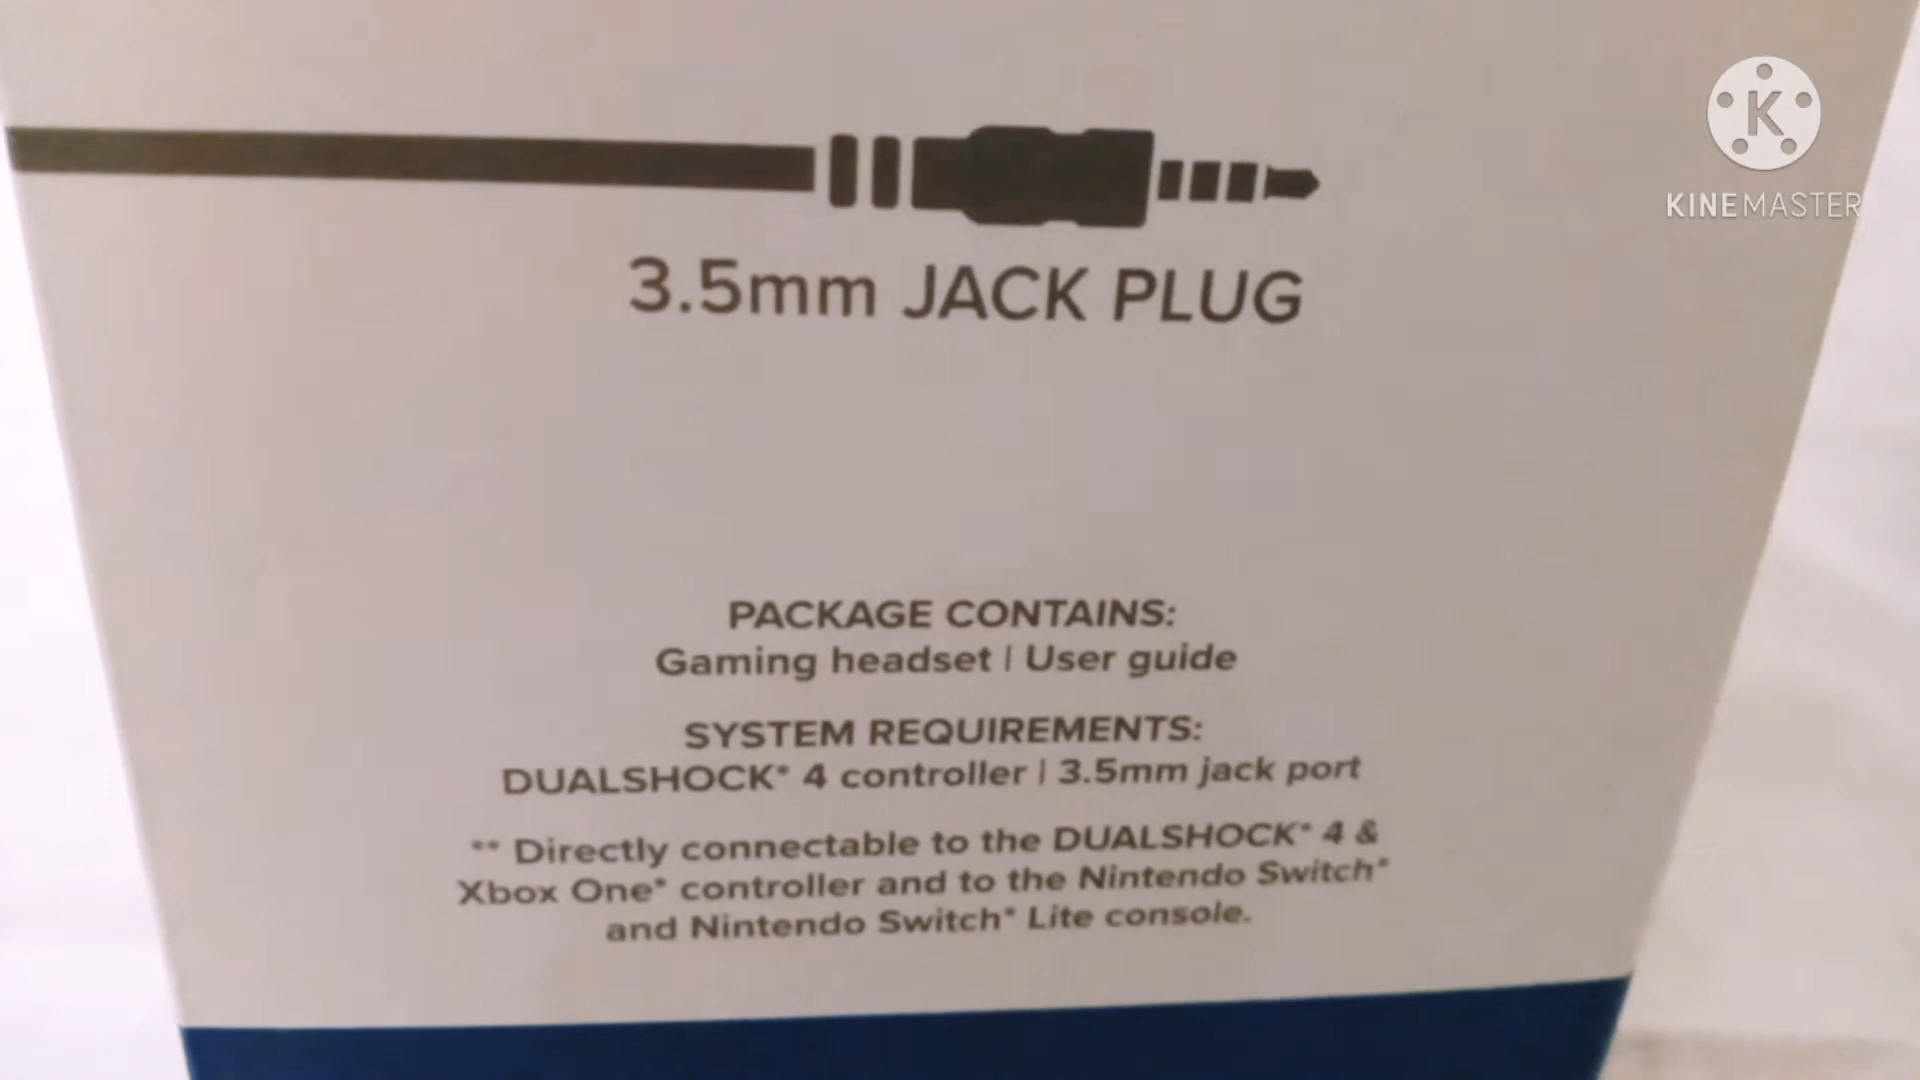 K
KINEMASTER
3.5mm JACK PLUG
PACKAGE CONTAINS:
Gaming headset | User guide
SYSTEM REQUIREMENTS:
DUALSHOCK® 4 controller | 3.5mm jack port
** Directly connectable to the DUALSHOCK® 4 &
Xbox One® controller and to the Nintendo Switch®
and Nintendo Switch® Lite console.